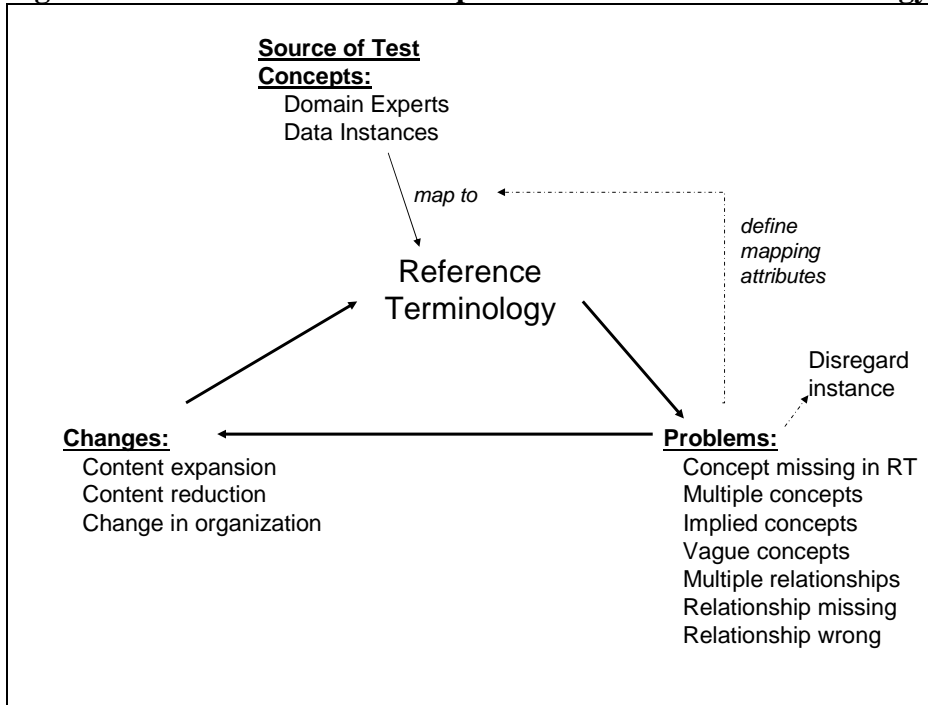 Source of Test
Concepts:
Domain Experts
Data Instances
map to
define
mapping
attributes
Reference
Terminology
Disregard
instance
Changes:
Content expansion
Content reduction
Change in organization
Problems:
Concept missing in RT
Multiple concepts
Implied concepts
Vague concepts
Multiple relationships
Relationship missing
Relationship wrong